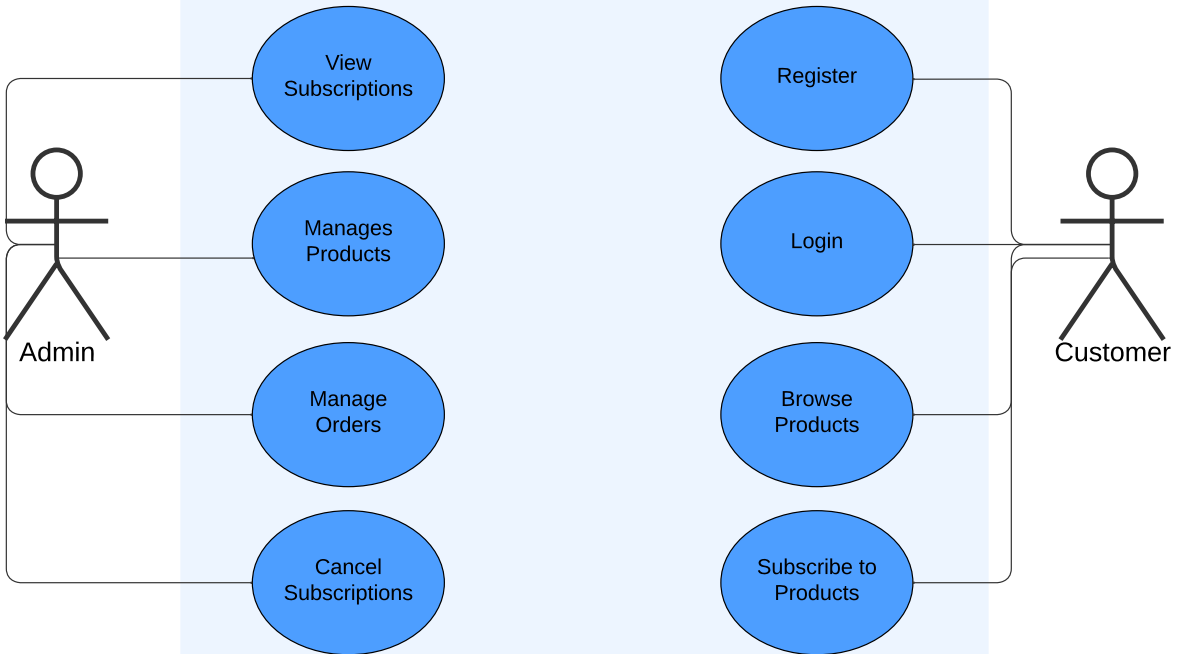 View
Subscriptions
Register
Manages
Products
Login
Admin
Customer
Manage
Orders
Browse
Products
Cancel
Subscriptions
Subscribe to
Products